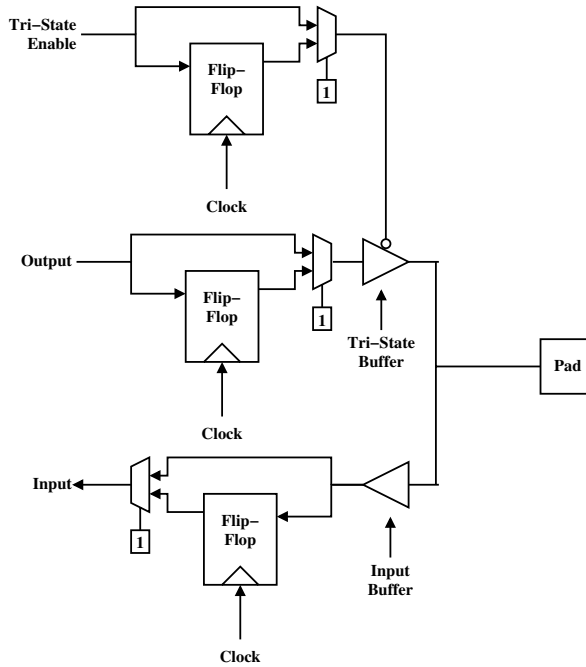 Tri-State
Enable
Flip-
Flop
1
Clock
Output
Flip-
Flop
1
Tri-State
Buffer
Pad
Clock
Input
Flip-
Flop
1
Input
Buffer
Clock